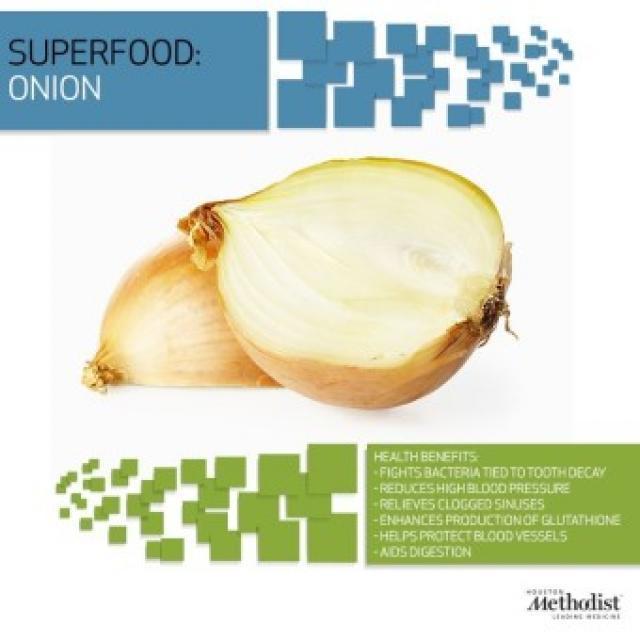 SUPERFOOD:
ONION
HEALTH BENEFITS:
- FIGHTS BACTERIA TIED TO TOOTH DECAY
- REDUCES HIGH BLOOD PRESSURE
- RELIEVES CLOGGED SINUSES
- ENHANCES PRODUCTION OF GLUTATHIONE
- HELPS PROTECT BLOOD VESSELS
- AIDS DIGESTION
HOUSTON
Methodist
LEADING MEDICINE